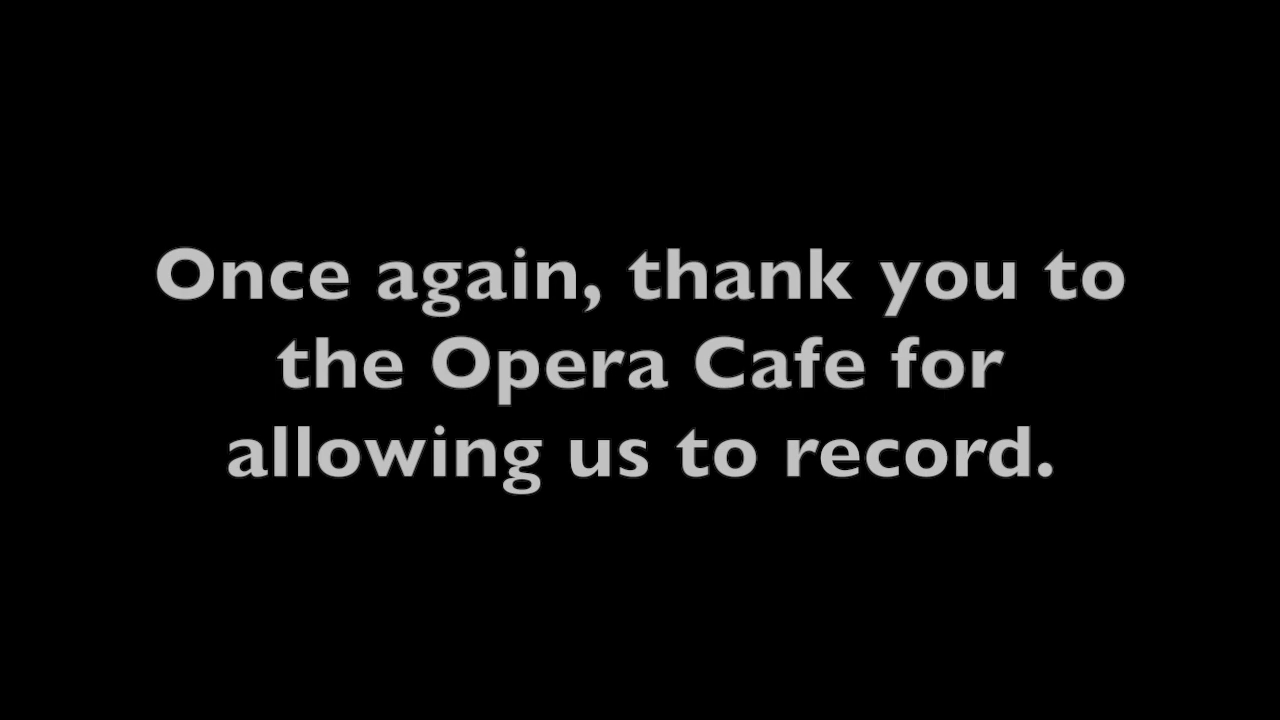 Once again, thank you to
the Opera Cafe for
allowing us to record.